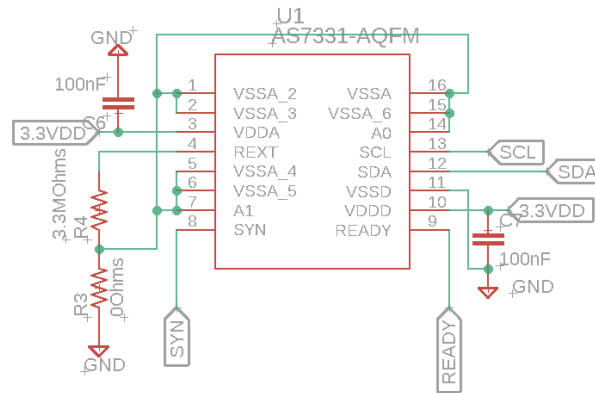 U1
AS7331-AQFM
GND
100nF
C6
3.3VDD
1 VSSA_2
2 VSSA_3
3 VDDA
4 REXT
5 VSSA_4
6 VSSA_5
7 A1
8 SYN
VSSA 16
VSSA_6 15
A0 14
SCL 13
SDA 12
VSSD 11
VDDD 10
READY 9
SCL
SDA
3.3VDD
C7
100nF
GND
3.3MOhms
R4
0Ohms
R3
GND
SYN
READY